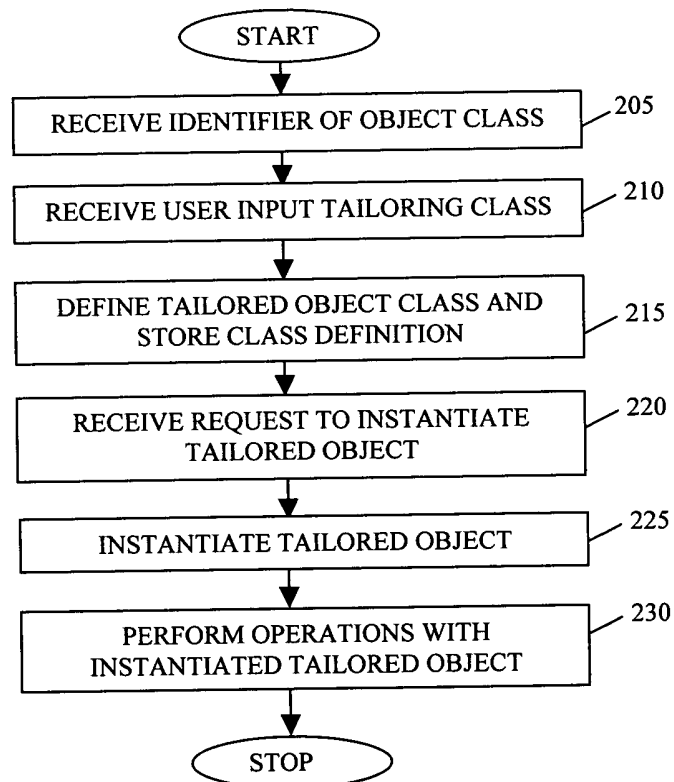 START
RECEIVE IDENTIFIER OF OBJECT CLASS
205
RECEIVE USER INPUT TAILORING CLASS
210
DEFINE TAILORED OBJECT CLASS AND
STORE CLASS DEFINITION
215
RECEIVE REQUEST TO INSTANTIATE
TAILORED OBJECT
220
INSTANTIATE TAILORED OBJECT
225
PERFORM OPERATIONS WITH
INSTANTIATED TAILORED OBJECT
230
STOP